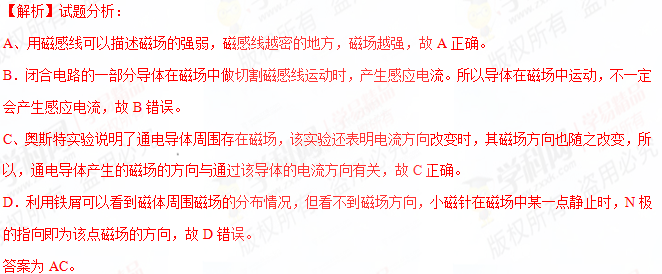 【解析】试题分析：
A、用磁感线可以描述磁场的强弱，磁感线越密的地方，磁场越强，故 A 正确。
B．闭合电路的一部分导体在磁场中做切割磁感线运动时，产生感应电流。所以导体在磁场中运动，不一定
会产生感应电流，故 B 错误。
C、奥斯特实验说明了通电导体周围存在磁场，该实验还表明电流方向改变时，其磁场方向也随之改变，所
以，通电导体产生的磁场的方向与通过该导体的电流方向有关，故 C 正确。
D．利用铁屑可以看到磁体周围磁场的分布情况，但看不到磁场方向，小磁针在磁场中某一点静止时，N 极
的指向即为该点磁场的方向，故 D 错误。
答案为 AC。